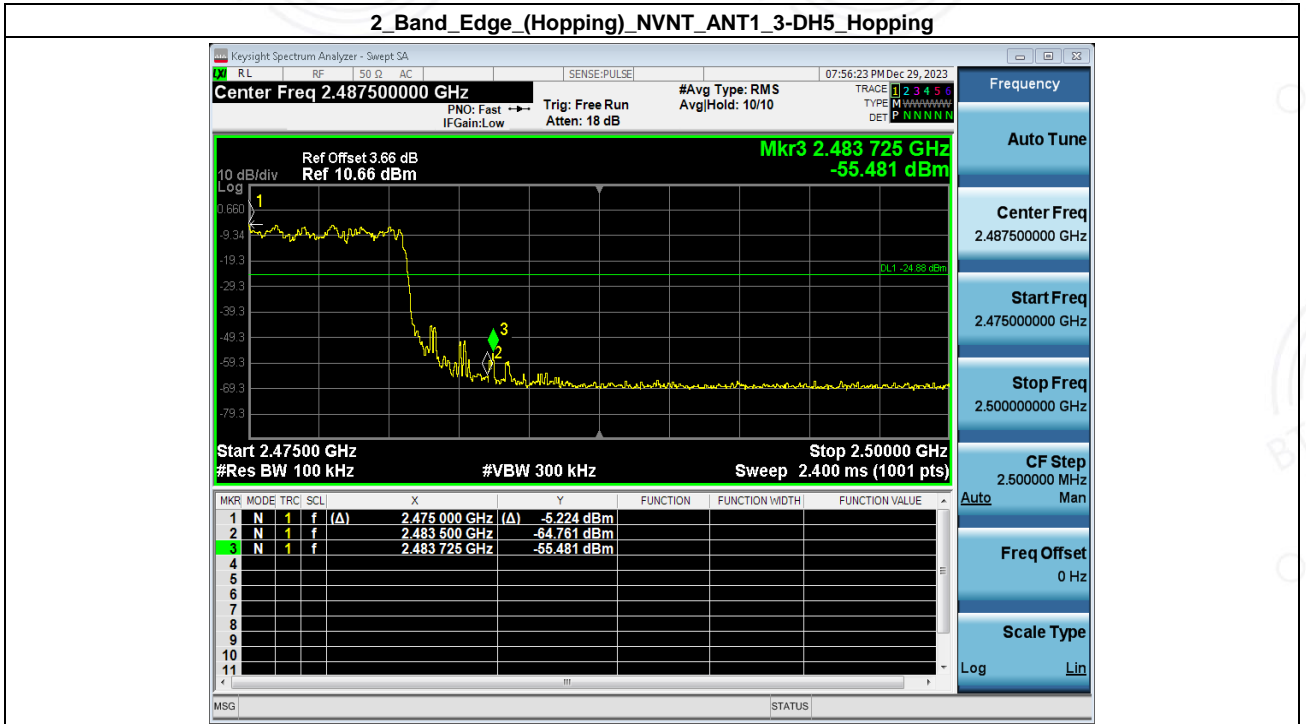 2_Band_Edge_(Hopping)_NVNT_ANT1_3-DH5_Hopping
Keysight Spectrum Analyzer - Swept SA
LXI RL RF 50 Ω AC SENSE:PULSE 07:56:23 PM Dec 29, 2023
Center Freq 2.487500000 GHz
PNO: Fast
IFGain:Low
Trig: Free Run
Atten: 18 dB
#Avg Type: RMS
Avg|Hold: 10/10
TRACE 1 2 3 4 5 6
TYPE M WWWWW
DET P N N N N N
Ref Offset 3.66 dB
10 dB/div Ref 10.66 dBm
Log
Mkr3 2.483 725 GHz
-55.481 dBm
1
0.660
-9.34
-19.3
DL1 -24.88 dBm
-29.3
-39.3
-49.3
3
2
-59.3
-69.3
-79.3
Start 2.47500 GHz Stop 2.50000 GHz
#Res BW 100 kHz #VBW 300 kHz Sweep 2.400 ms (1001 pts)
MKR MODE TRC SCL X Y FUNCTION FUNCTION WIDTH FUNCTION VALUE
1 N 1 f (Δ) 2.475 000 GHz (Δ) -5.224 dBm
2 N 1 f 2.483 500 GHz -64.761 dBm
3 N 1 f 2.483 725 GHz -55.481 dBm
4
5
6
7
8
9
10
11
MSG STATUS
Frequency
Auto Tune
Center Freq
2.487500000 GHz
Start Freq
2.475000000 GHz
Stop Freq
2.500000000 GHz
CF Step
2.500000 MHz
Auto Man
Freq Offset
0 Hz
Scale Type
Log Lin